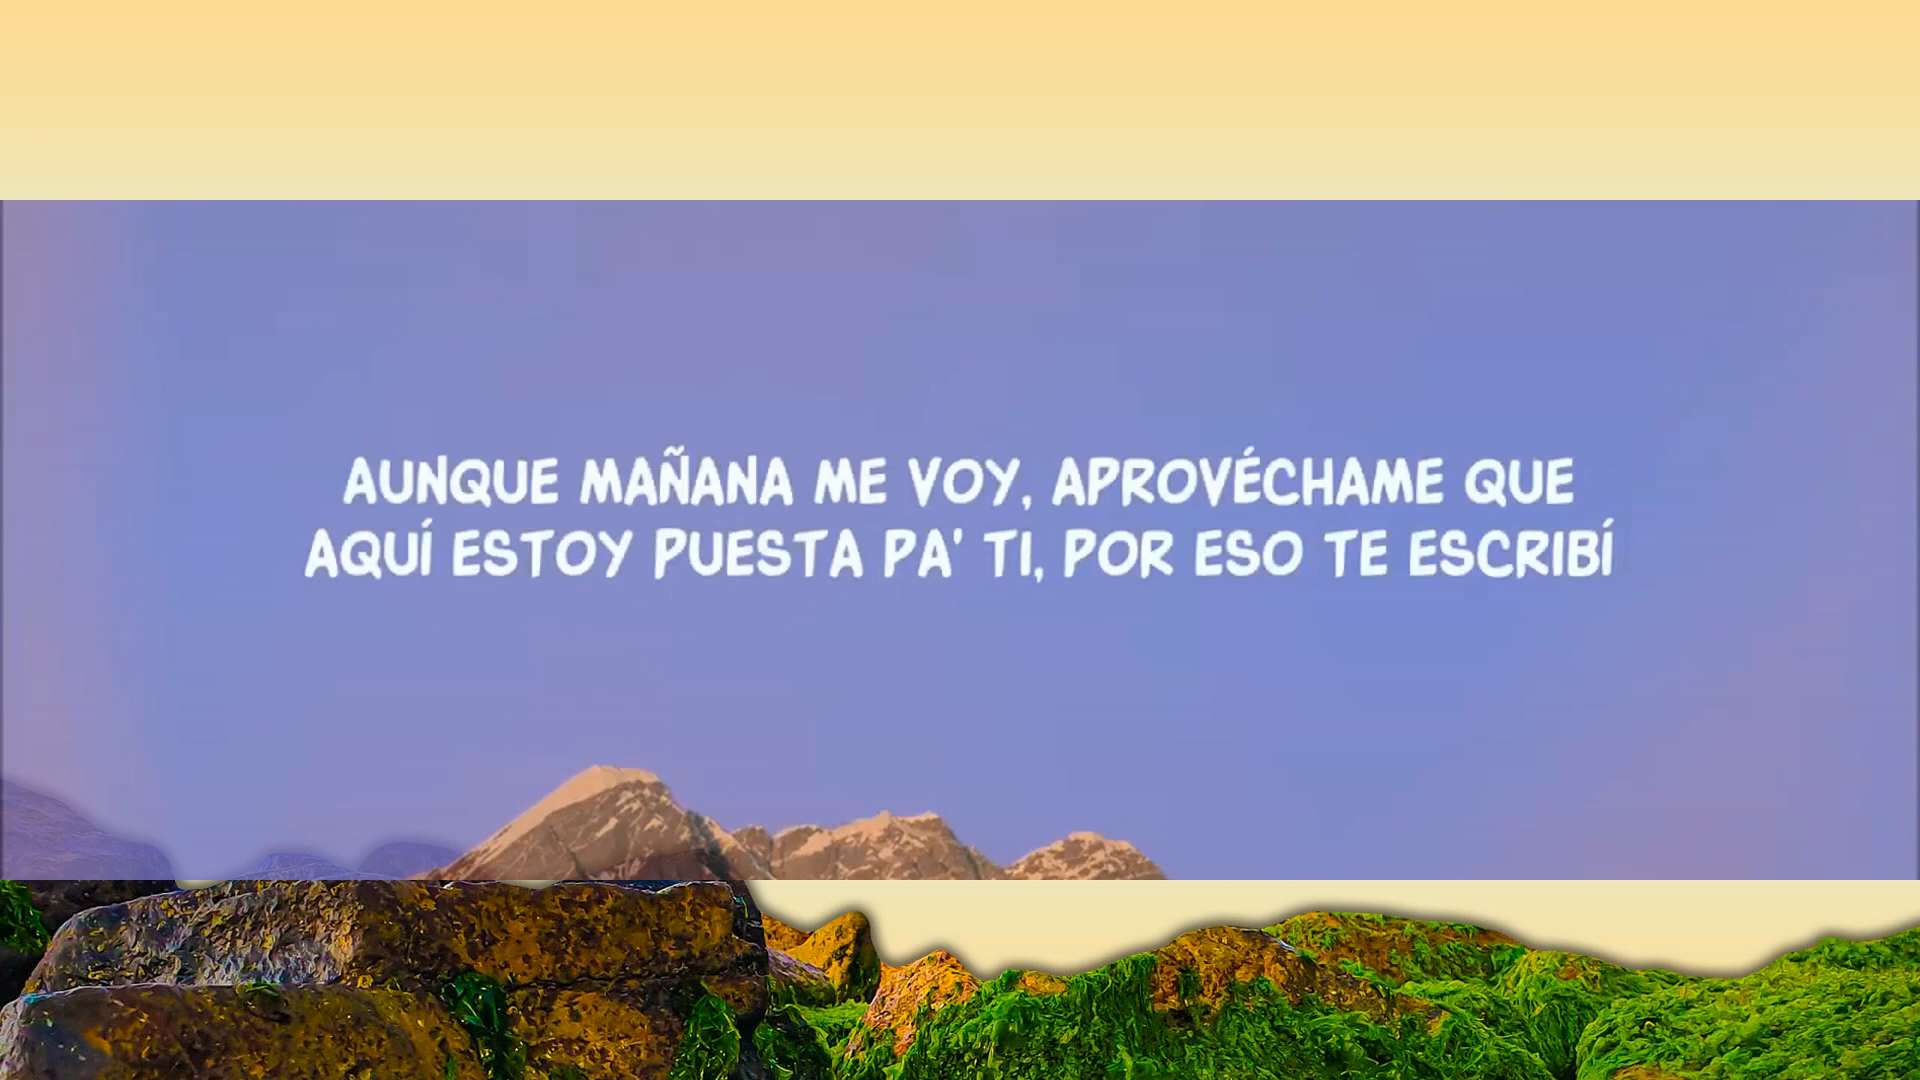 AUNQUE MAÑANA ME VOY, APROVÉCHAME QUE
AQUÍ ESTOY PUESTA PA' TI, POR ESO TE ESCRIBÍ